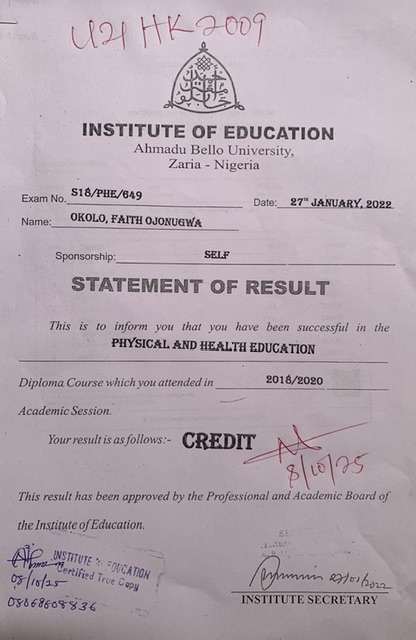 U21 HK2009
INSTITUTE OF EDUCATION
Ahmadu Bello University,
Zaria - Nigeria
Exam No. S18/PHE/649 Date: 27TH JANUARY, 2022
Name: OKOLO, FAITH OJONUGWA
Sponsorship: SELF
STATEMENT OF RESULT
This is to inform you that you have been successful in the
PHYSICAL AND HEALTH EDUCATION
Diploma Course which you attended in 2018/2020
Academic Session.
Your result is as follows:- CREDIT
8/10/25
This result has been approved by the Professional and Academic Board of
the Institute of Education.
INSTITUTE EDUCATION
Certified True Copy
08/10/25
08068608836
27/01/2022
INSTITUTE SECRETARY